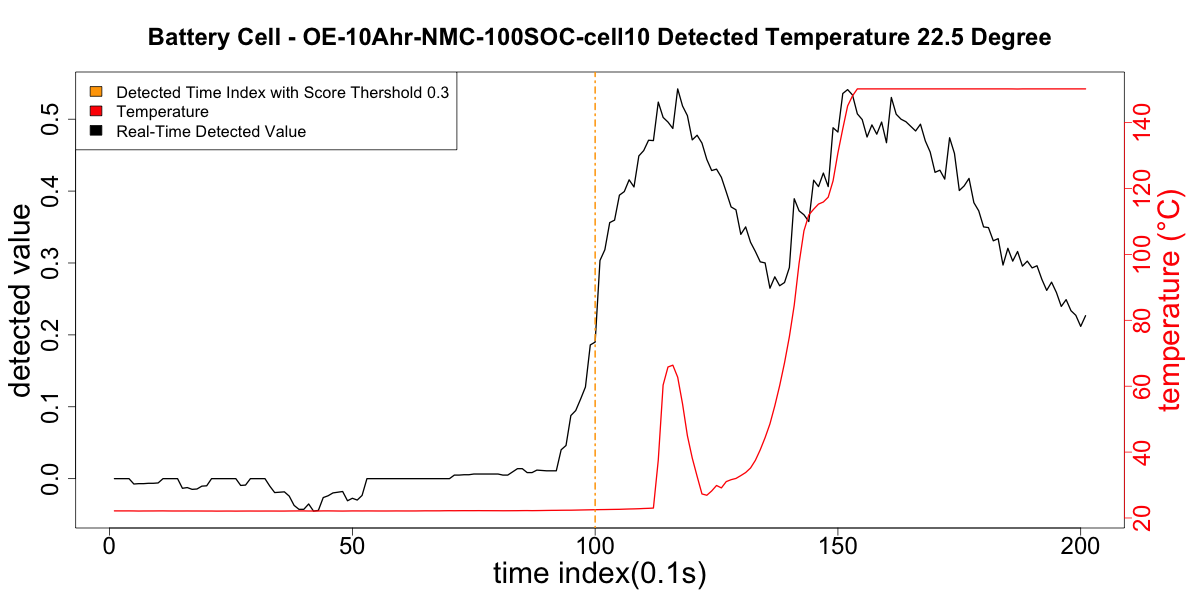 Battery Cell - OE-10Ahr-NMC-100SOC-cell10 Detected Temperature 22.5 Degree
Detected Time Index with Score Thershold 0.3
Temperature
Real-Time Detected Value
detected value
0.0
0.1
0.2
0.3
0.4
0.5
temperature (°C)
20
40
60
80
100
120
140
0
50
100
150
200
time index(0.1s)